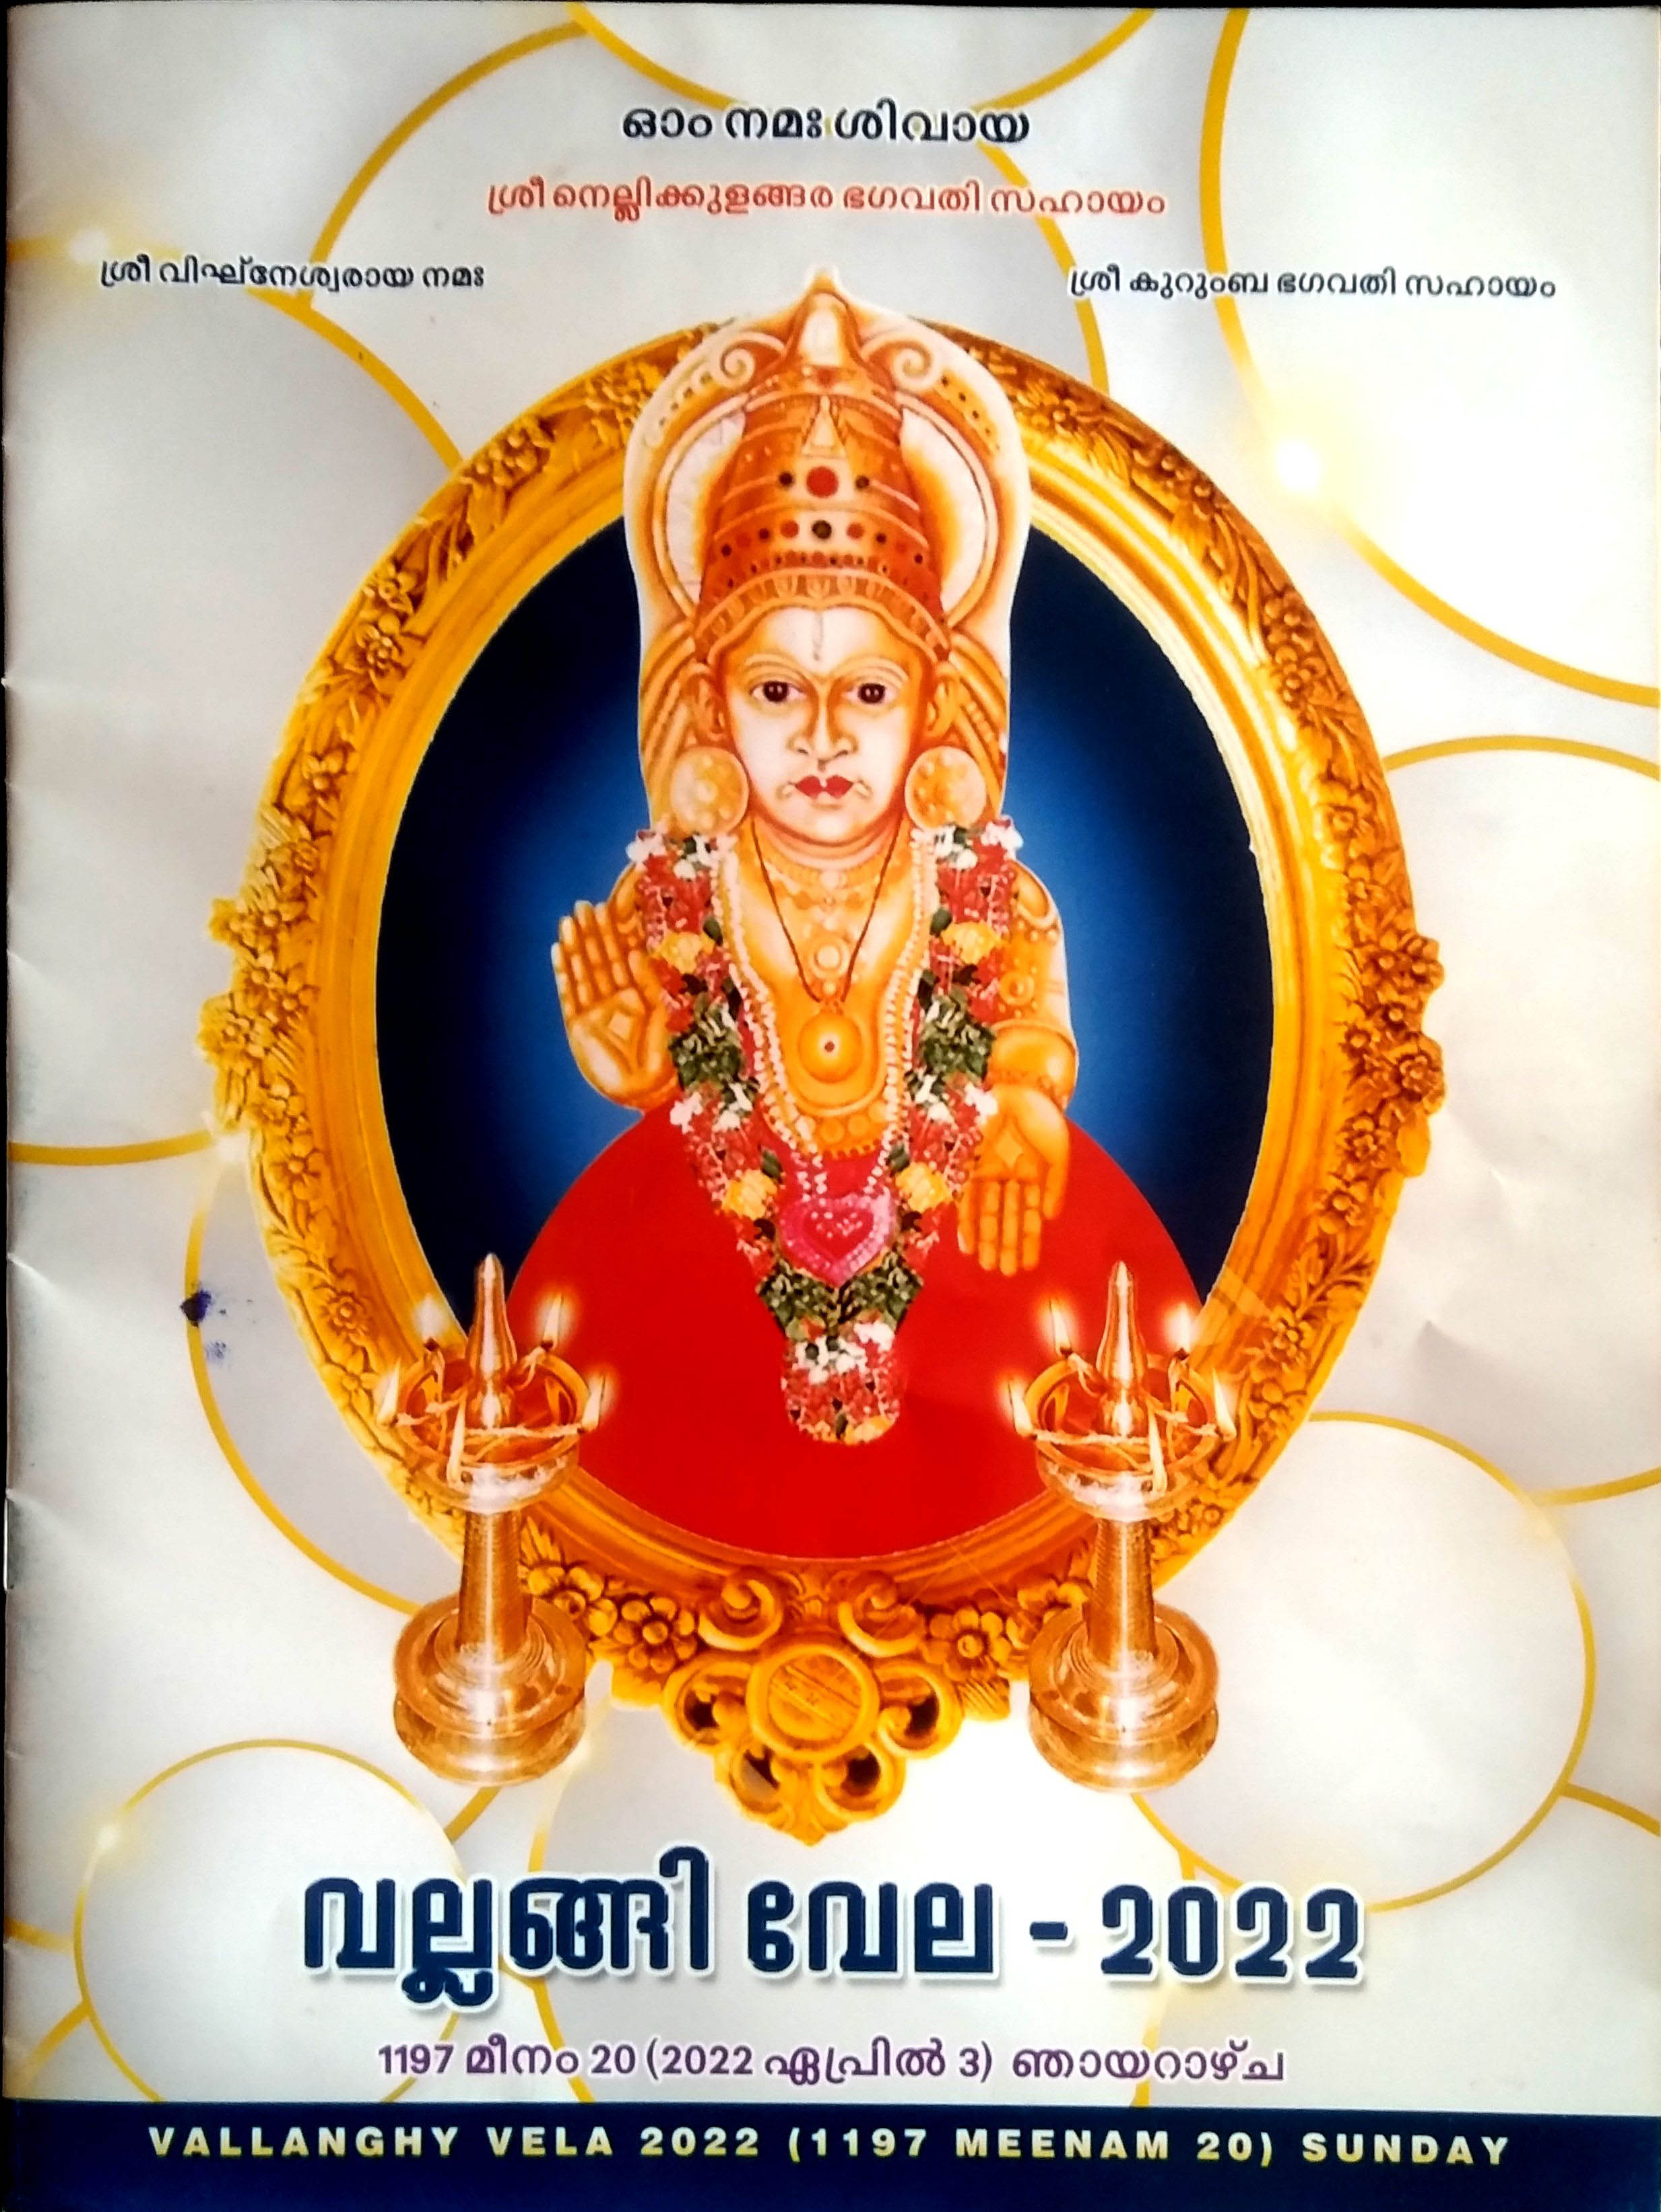 ഓം നമഃ ശിവായ
ശ്രീ നെല്ലിക്കുളങ്ങര ഭഗവതി സഹായം
ശ്രീ വിഘ്നേശ്വരായ നമഃ
ശ്രീ കുറുംബ ഭഗവതി സഹായം
വല്ലങ്ങി വേല - 2022
1197 മീനം 20 (2022 ഏപ്രിൽ 3) ഞായറാഴ്ച
VALLANGHY VELA 2022 (1197 MEENAM 20) SUNDAY